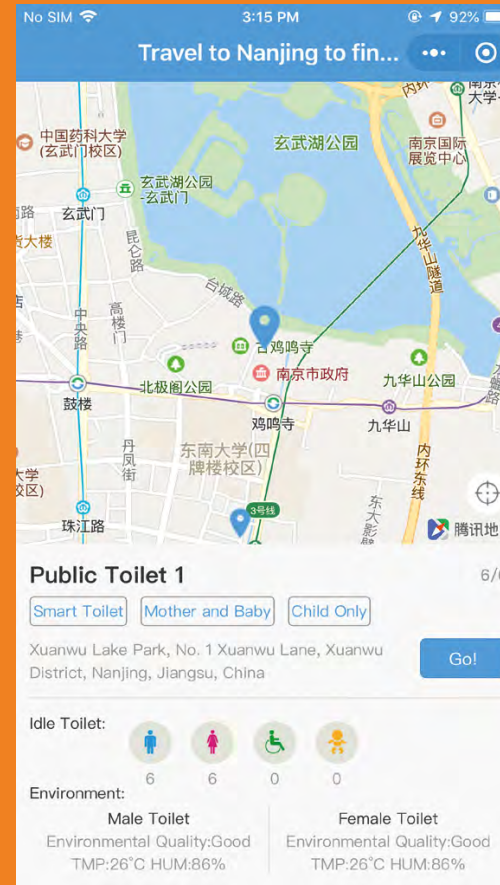 No SIM 3:15 PM 92%
Travel to Nanjing to fin...
中国药科大学
(玄武门校区)
玄武湖公园
南京国际
展览中心
大学
玄武湖公园
-玄武门
玄武门
昆仑路
九华山隧道
台城路
高楼门
中央路
古鸡鸣寺
南京市政府
北极阁公园
九华山公园
鼓楼
鸡鸣寺
九华山
丹凤街
东南大学(四
牌楼校区)
内环东线
3号线
珠江路
腾讯地
Public Toilet 1 6/
Smart Toilet Mother and Baby Child Only
Xuanwu Lake Park, No. 1 Xuanwu Lane, Xuanwu
District, Nanjing, Jiangsu, China
Go!
Idle Toilet:
6 6 0 0
Environment:
Male Toilet Female Toilet
Environmental Quality:Good Environmental Quality:Good
TMP:26°C HUM:86% TMP:26°C HUM:86%